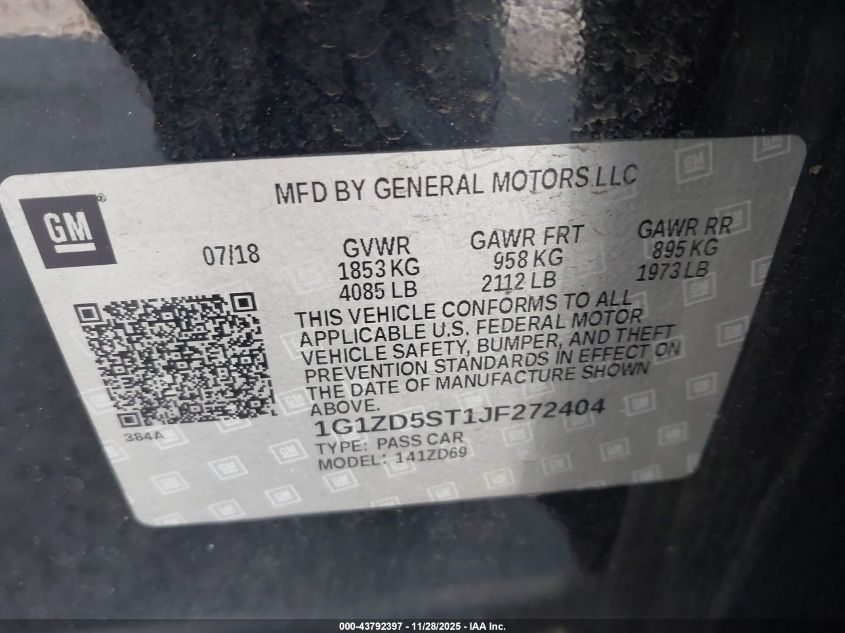 MFD BY GENERAL MOTORS LLC
GM®
07/18
GVWR
1853 KG
4085 LB
GAWR FRT
958 KG
2112 LB
GAWR RR
895 KG
1973 LB
THIS VEHICLE CONFORMS TO ALL
APPLICABLE U.S. FEDERAL MOTOR
VEHICLE SAFETY, BUMPER, AND THEFT
PREVENTION STANDARDS IN EFFECT ON
THE DATE OF MANUFACTURE SHOWN
ABOVE.
1G1ZD5ST1JF272404
TYPE: PASS CAR
MODEL: 141ZD69
384A
000-43792397 - 11/28/2025 - IAA Inc.